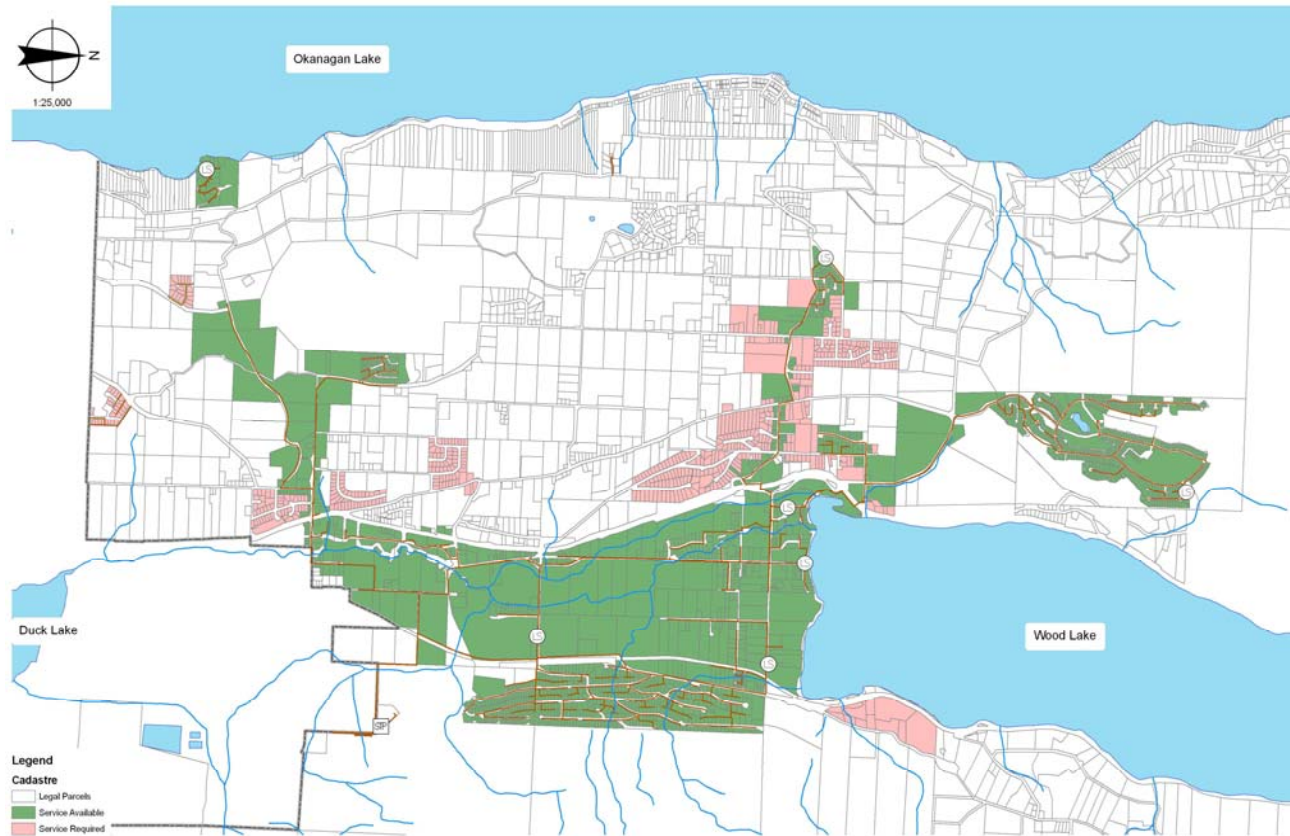 Okanagan Lake
N
1:25,000
LS
LS
LS
LS
LS
Duck Lake
LS
Wood Lake
LS
STP
Legend
Cadastre
Legal Parcels
Service Available
Service Required